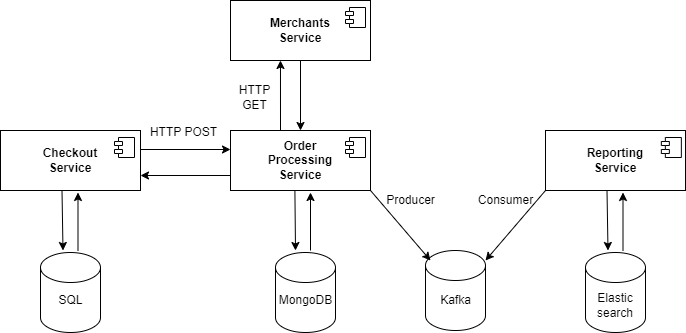 Merchants
Service
HTTP
GET
HTTP POST
Checkout
Service
Order
Processing
Service
Reporting
Service
Producer
Consumer
SQL
MongoDB
Kafka
Elastic
search